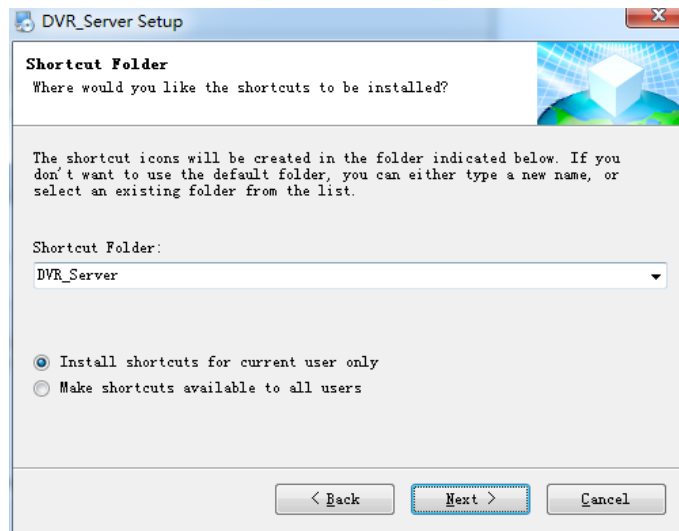 DVR_Server Setup
Shortcut Folder
Where would you like the shortcuts to be installed?
The shortcut icons will be created in the folder indicated below. If you
don't want to use the default folder, you can either type a new name, or
select an existing folder from the list.
Shortcut Folder:
DVR_Server
Install shortcuts for current user only
Make shortcuts available to all users
< Back
Next >
Cancel